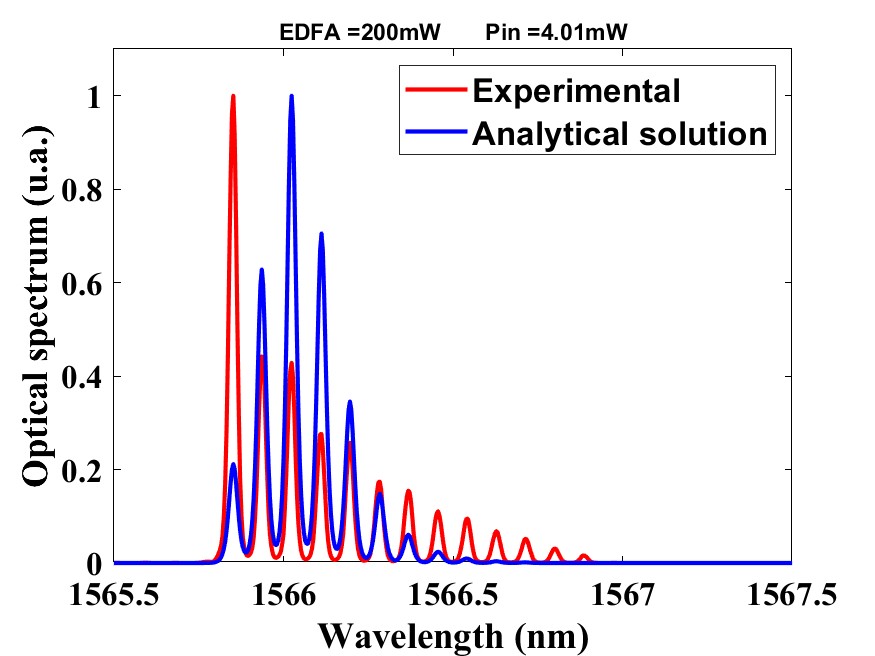 EDFA =200mW Pin =4.01mW
Experimental
Analytical solution
Optical spectrum (u.a.)
1
0.8
0.6
0.4
0.2
0
1565.5 1566 1566.5 1567 1567.5
Wavelength (nm)